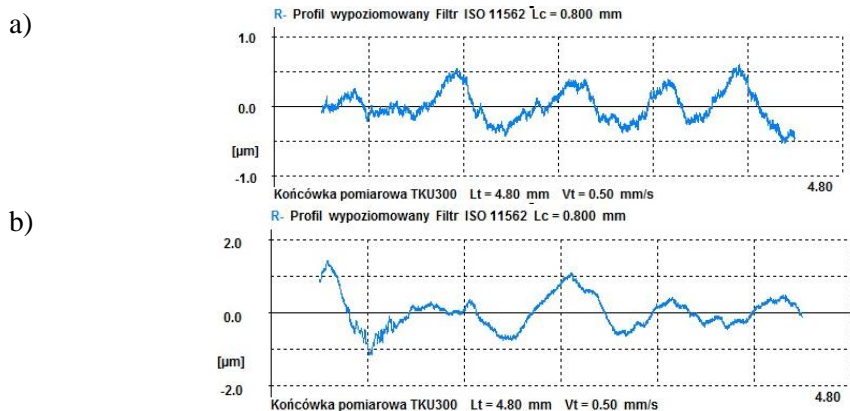 a)
R- Profil wypoziomowany Filtr ISO 11562 Lc = 0.800 mm
1.0
0.0
[µm]
-1.0
4.80
Końcówka pomiarowa TKU300 Lt = 4.80 mm Vt = 0.50 mm/s
b)
R- Profil wypoziomowany Filtr ISO 11562 Lc = 0.800 mm
2.0
0.0
[µm]
-2.0
4.80
Końcówka pomiarowa TKU300 Lt = 4.80 mm Vt = 0.50 mm/s